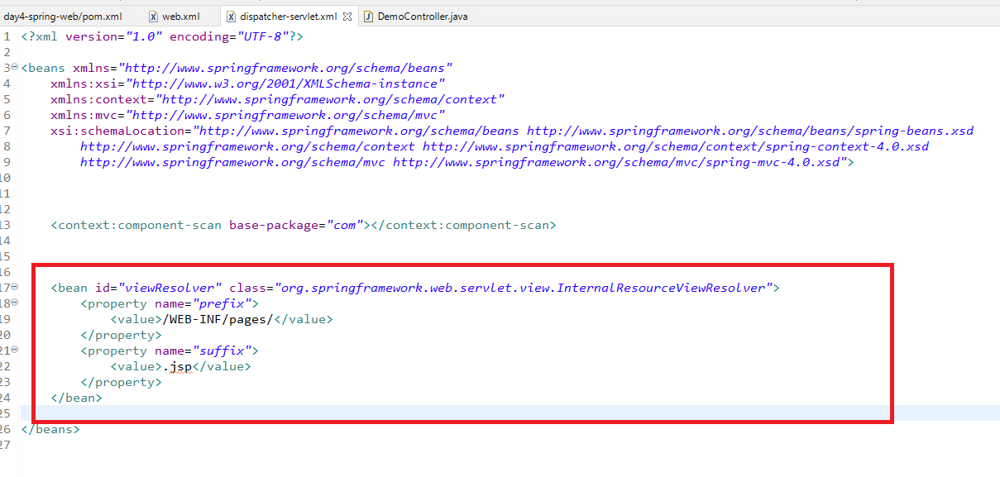 day4-spring-web/pom.xml web.xml dispatcher-servlet.xml DemoController.java
1 <?xml version="1.0" encoding="UTF-8"?>
2
3 <beans xmlns="http://www.springframework.org/schema/beans"
4 xmlns:xsi="http://www.w3.org/2001/XMLSchema-instance"
5 xmlns:context="http://www.springframework.org/schema/context"
6 xmlns:mvc="http://www.springframework.org/schema/mvc"
7 xsi:schemaLocation="http://www.springframework.org/schema/beans http://www.springframework.org/schema/beans/spring-beans.xsd
8 http://www.springframework.org/schema/context http://www.springframework.org/schema/context/spring-context-4.0.xsd
9 http://www.springframework.org/schema/mvc http://www.springframework.org/schema/mvc/spring-mvc-4.0.xsd">
10
11
12
13 <context:component-scan base-package="com"></context:component-scan>
14
15
16
17 <bean id="viewResolver" class="org.springframework.web.servlet.view.InternalResourceViewResolver">
18 <property name="prefix">
19 <value>/WEB-INF/pages/</value>
20 </property>
21 <property name="suffix">
22 <value>.jsp</value>
23 </property>
24 </bean>
25
26 </beans>
27